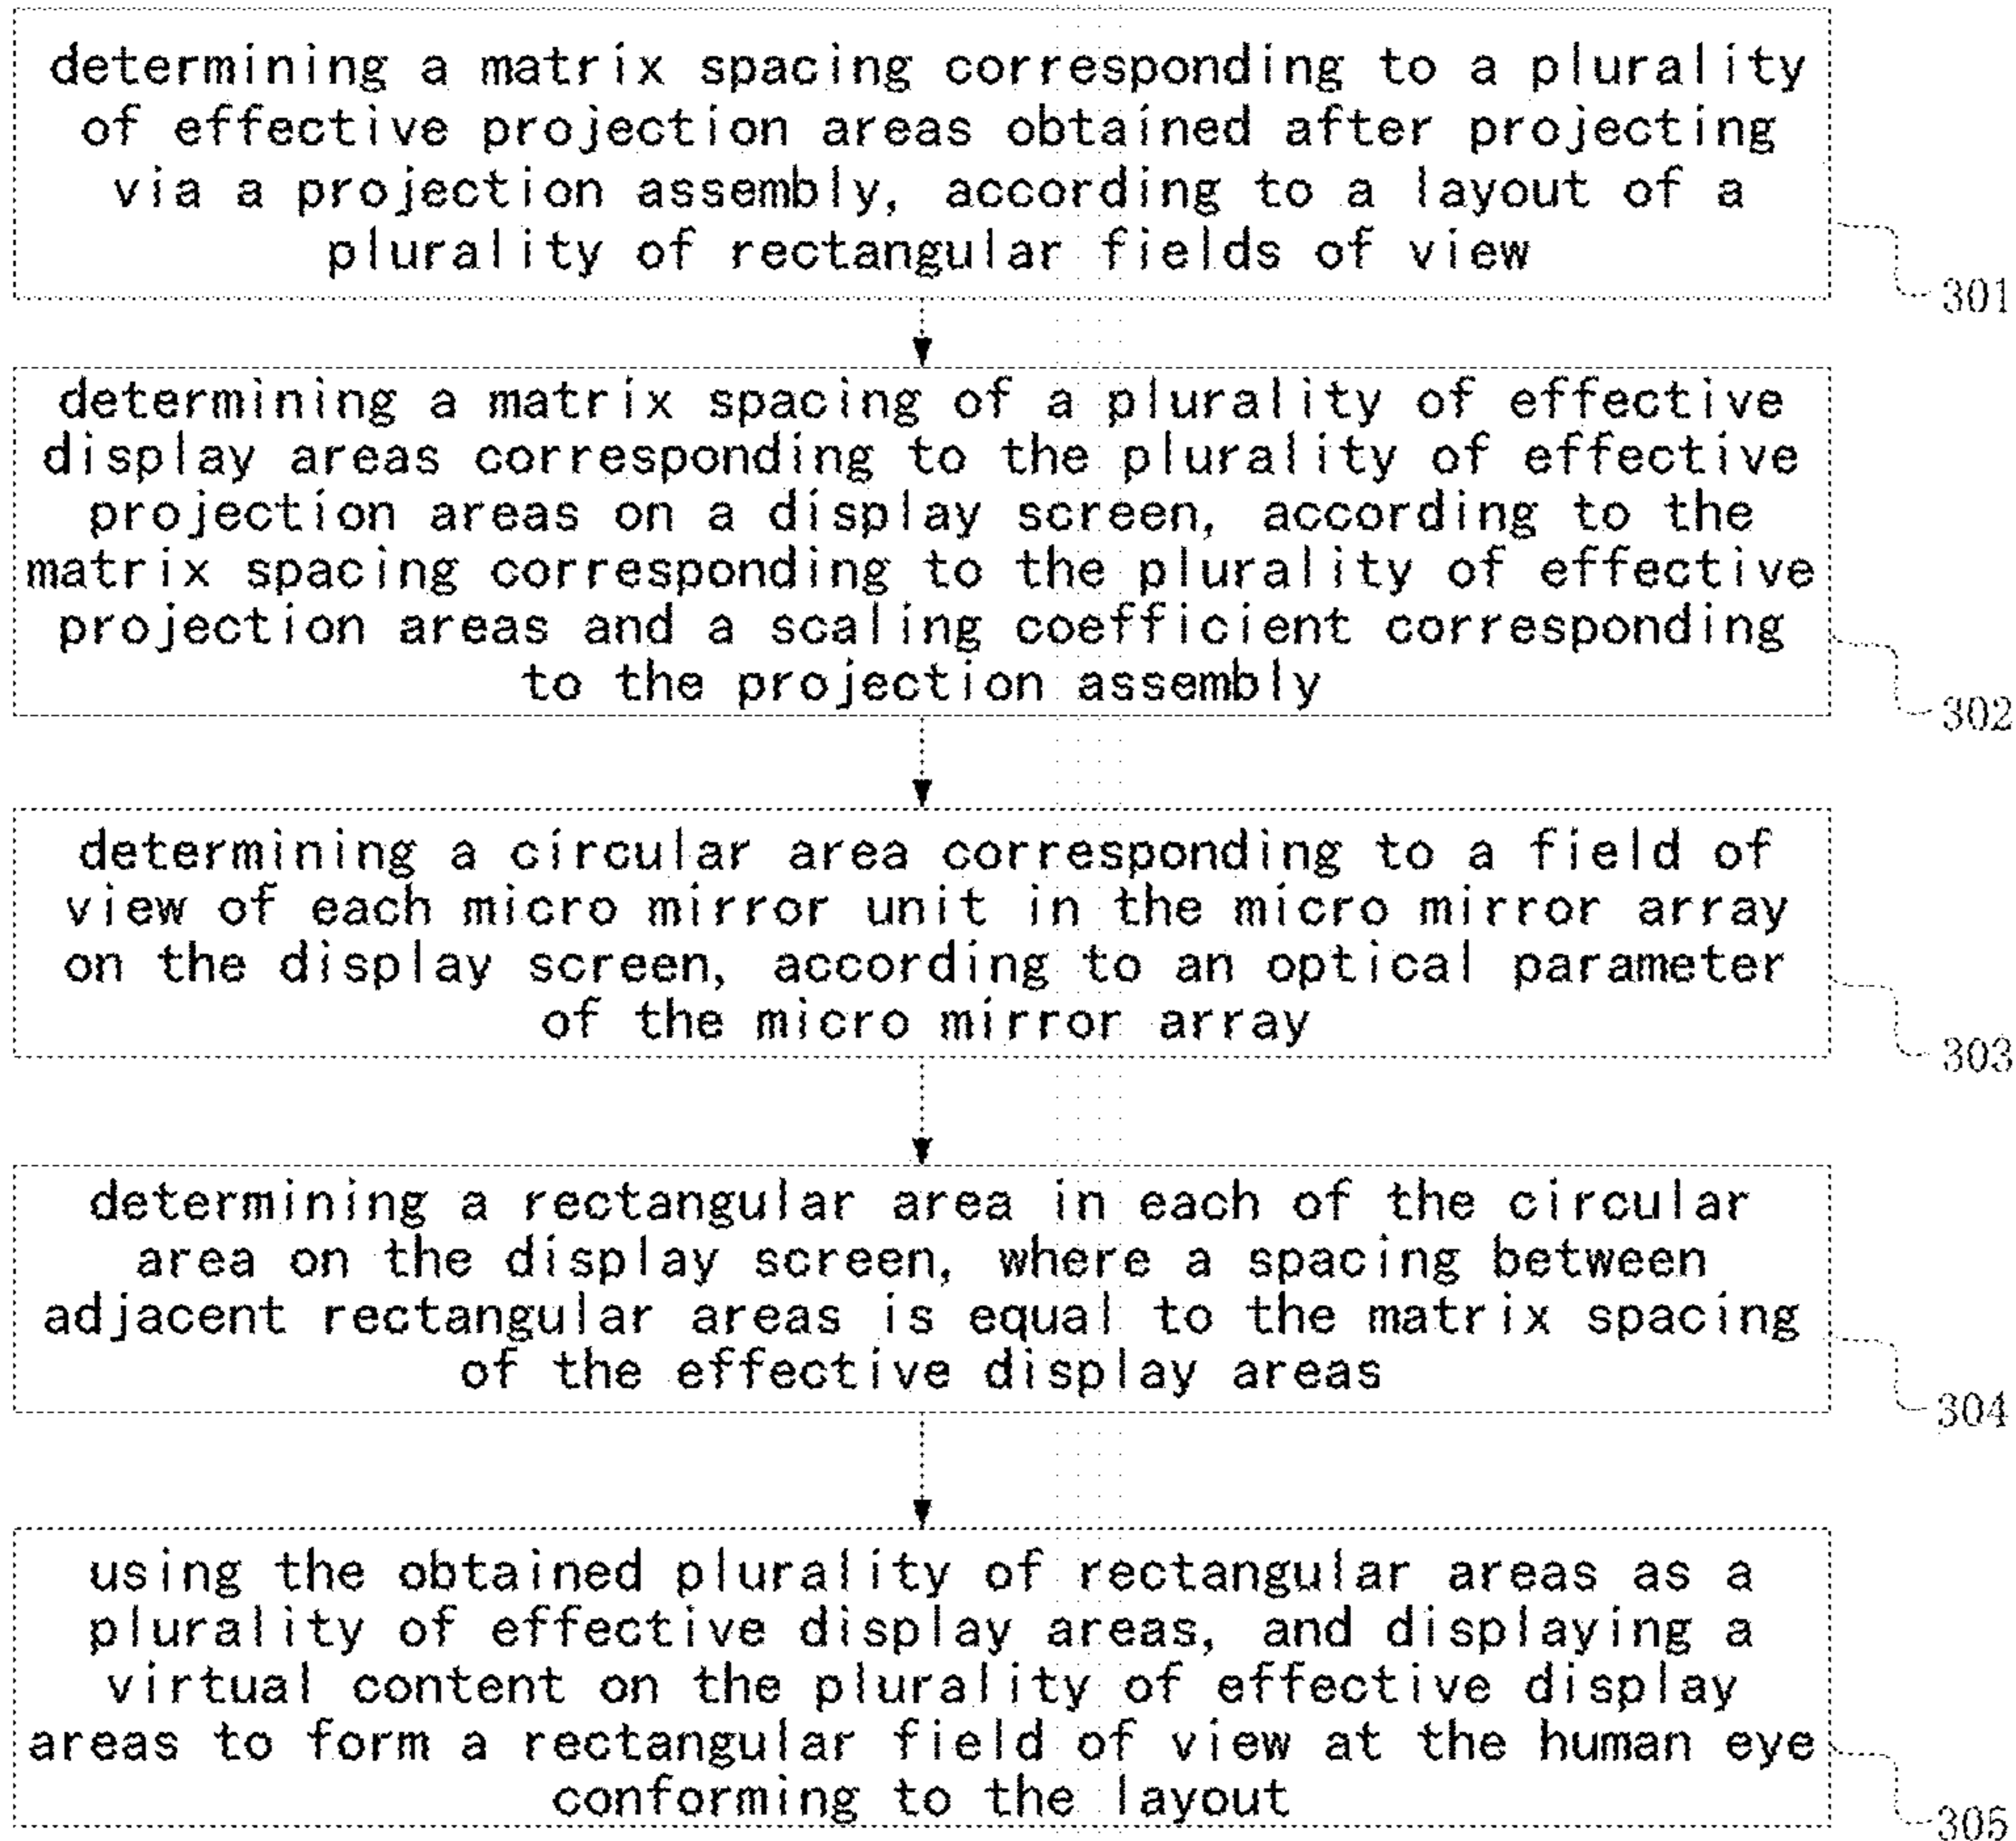 determining a matrix spacing corresponding to a plurality
of effective projection areas obtained after projecting
via a projection assembly, according to a layout of a
plurality of rectangular fields of view
301
determining a matrix spacing of a plurality of effective
display areas corresponding to the plurality of effective
projection areas on a display screen, according to the
matrix spacing corresponding to the plurality of effective
projection areas and a scaling coefficient corresponding
to the projection assembly
302
determining a circular area corresponding to a field of
view of each micro mirror unit in the micro mirror array
on the display screen, according to an optical parameter
of the micro mirror array
303
determining a rectangular area in each of the circular
area on the display screen, where a spacing between
adjacent rectangular areas is equal to the matrix spacing
of the effective display areas
304
using the obtained plurality of rectangular areas as a
plurality of effective display areas, and displaying a
virtual content on the plurality of effective display
areas to form a rectangular field of view at the human eye
conforming to the layout
305